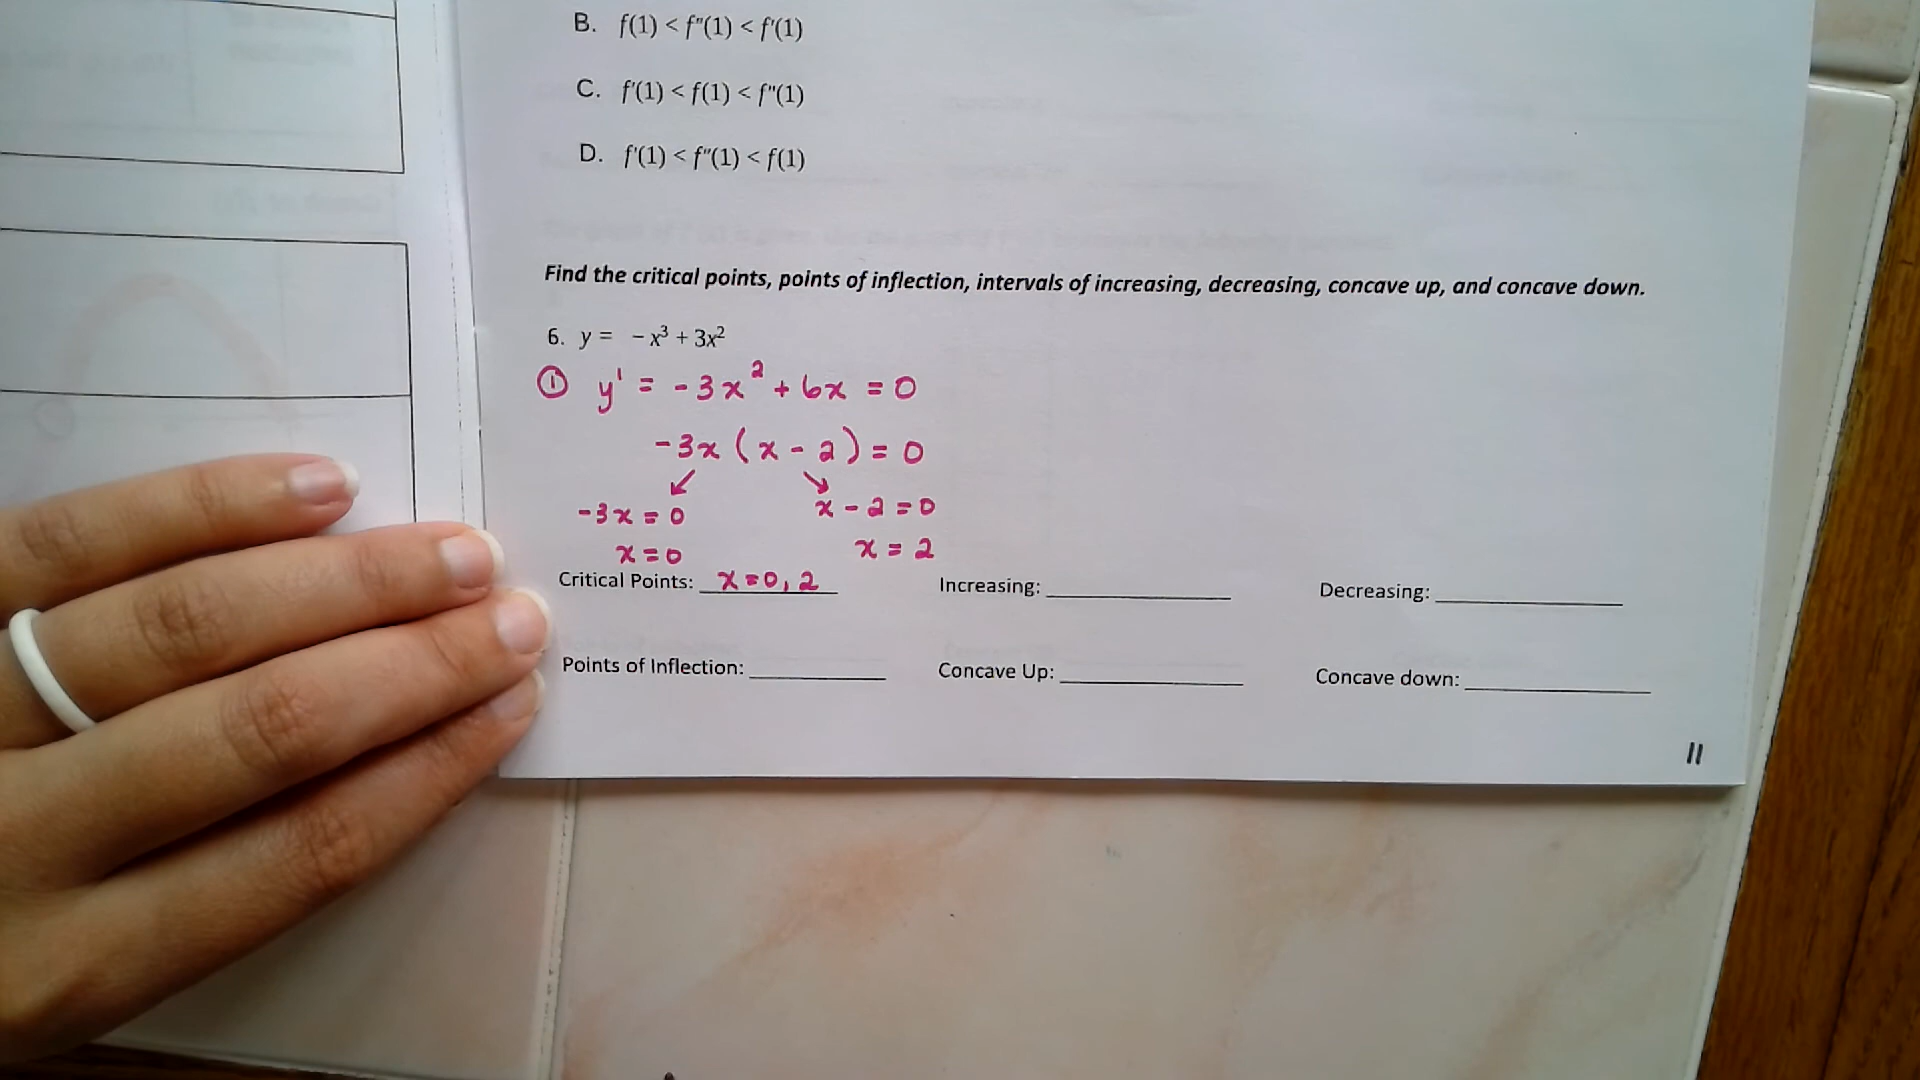 B. f(1) < f"(1) < f'(1)
C. f'(1) < f(1) < f"(1)
D. f'(1) < f"(1) < f(1)
Find the critical points, points of inflection, intervals of increasing, decreasing, concave up, and concave down.
6. y = - x³ + 3x²
① y' = -3x² + 6x = 0
-3x (x - 2) = 0
-3x = 0 x - 2 = 0
x = 0 x = 2
Critical Points: x = 0, 2 Increasing: Decreasing:
Points of Inflection: Concave Up: Concave down:
11